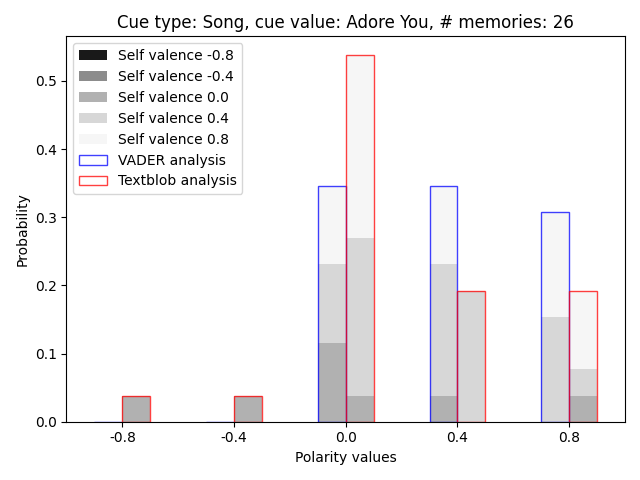 Cue type: Song, cue value: Adore You, # memories: 26
Self valence -0.8
Self valence -0.4
Self valence 0.0
Self valence 0.4
Self valence 0.8
VADER analysis
Textblob analysis
0.5
0.4
0.3
0.2
0.1
0.0
Probability
-0.8 -0.4 0.0 0.4 0.8
Polarity values